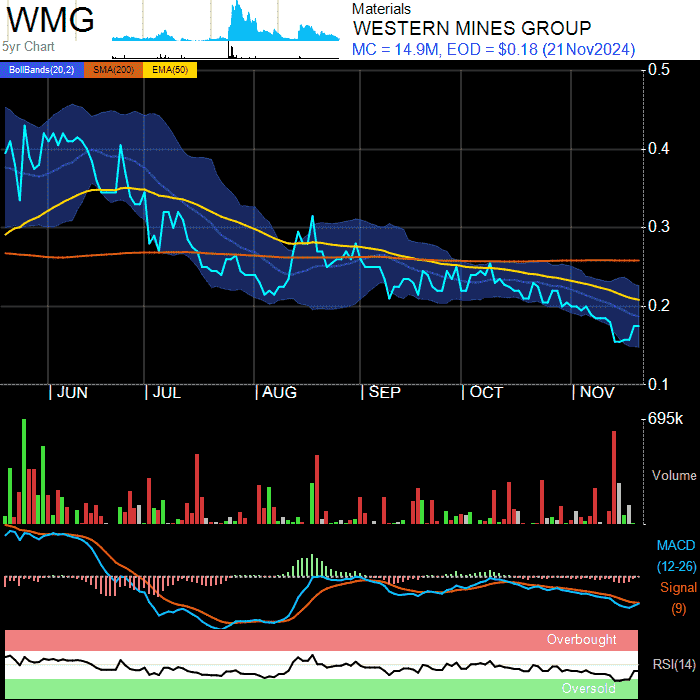 WMG
5yr Chart
Materials
WESTERN MINES GROUP
MC = 14.9M, EOD = $0.18 (21Nov2024)
BollBands(20,2) SMA(200) EMA(50)
0.5
0.4
0.3
0.2
0.1
JUN JUL AUG SEP OCT NOV
695k
Volume
MACD
(12-26)
Signal
(9)
Overbought
RSI(14)
Oversold